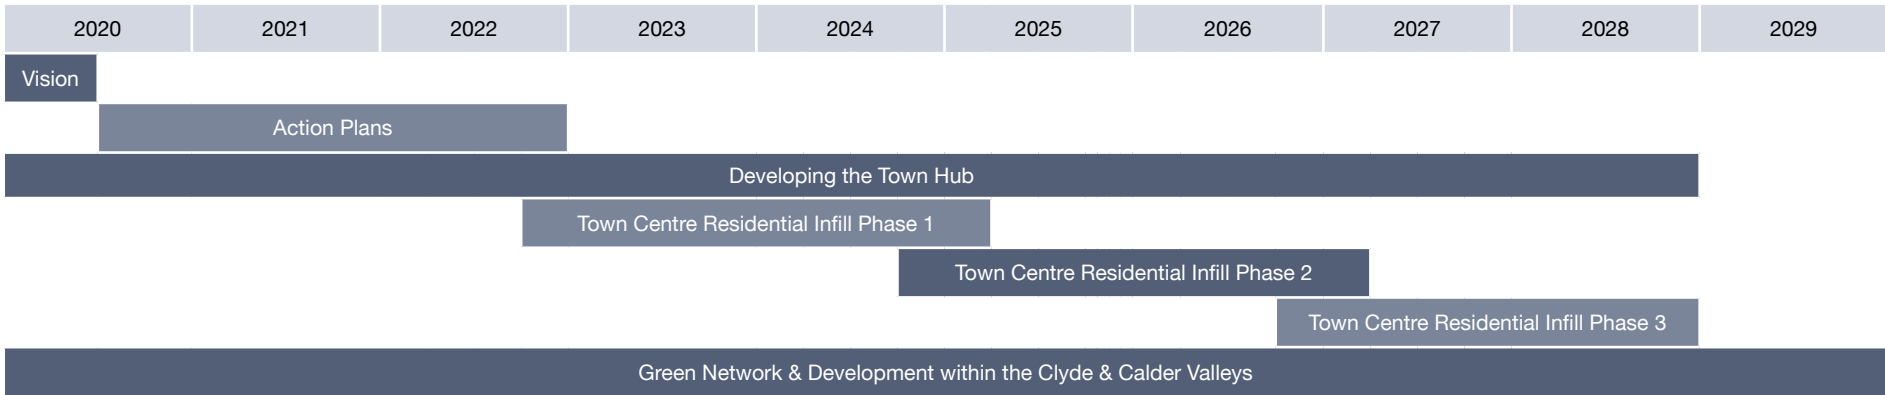 2020 2021 2022 2023 2024 2025 2026 2027 2028 2029
Vision
Action Plans
Developing the Town Hub
Town Centre Residential Infill Phase 1
Town Centre Residential Infill Phase 2
Town Centre Residential Infill Phase 3
Green Network & Development within the Clyde & Calder Valleys